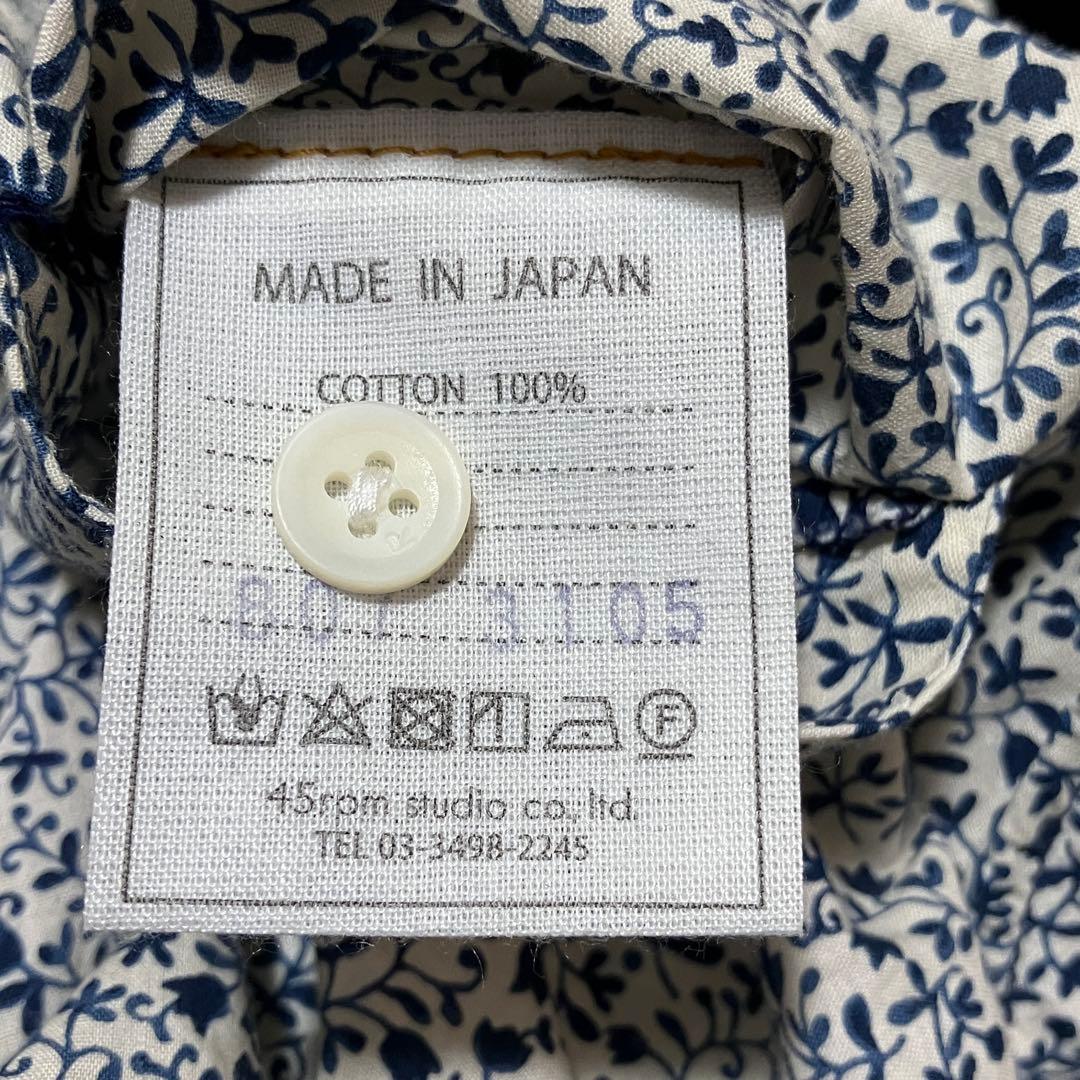 MADE IN JAPAN
COTTON 100%
3105
F
45rpm studio co., ltd.
TEL 03-3498-2245